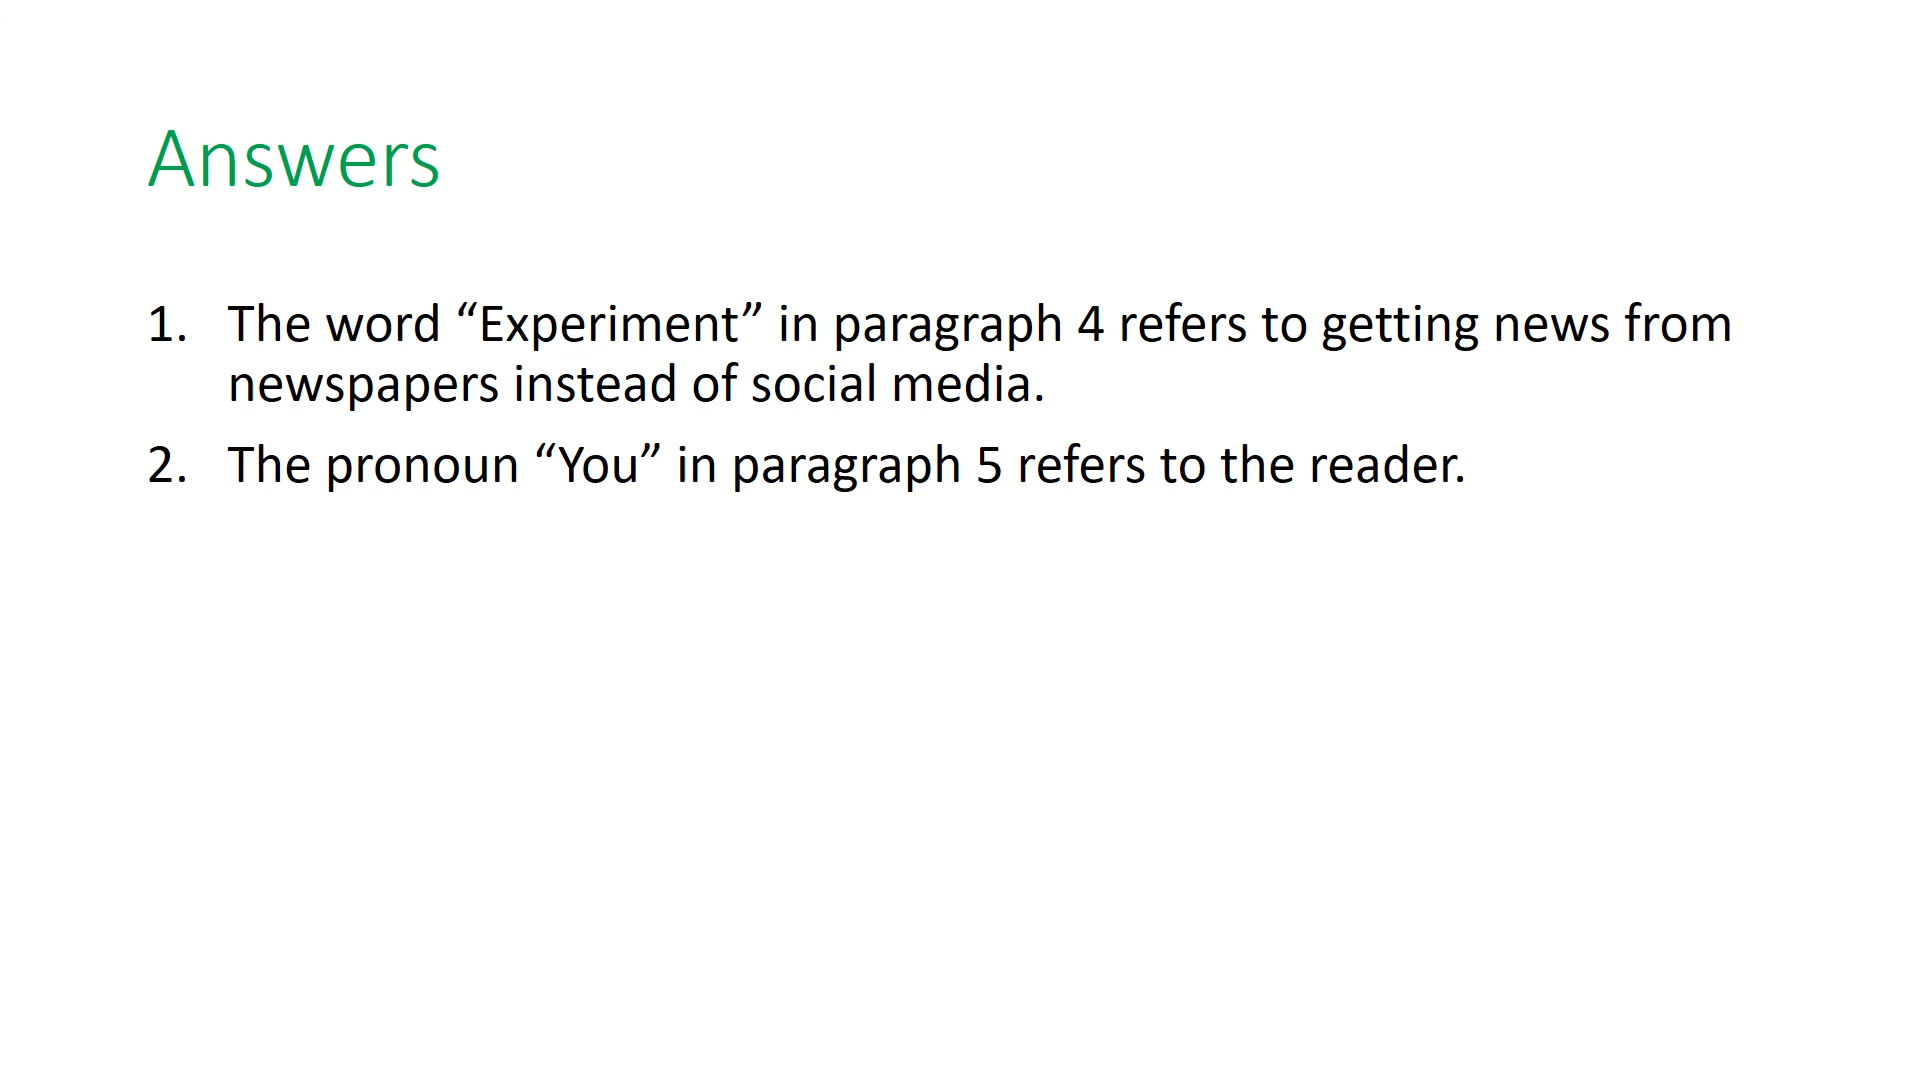 Answers
1. The word “Experiment” in paragraph 4 refers to getting news from
newspapers instead of social media.
2. The pronoun “You” in paragraph 5 refers to the reader.